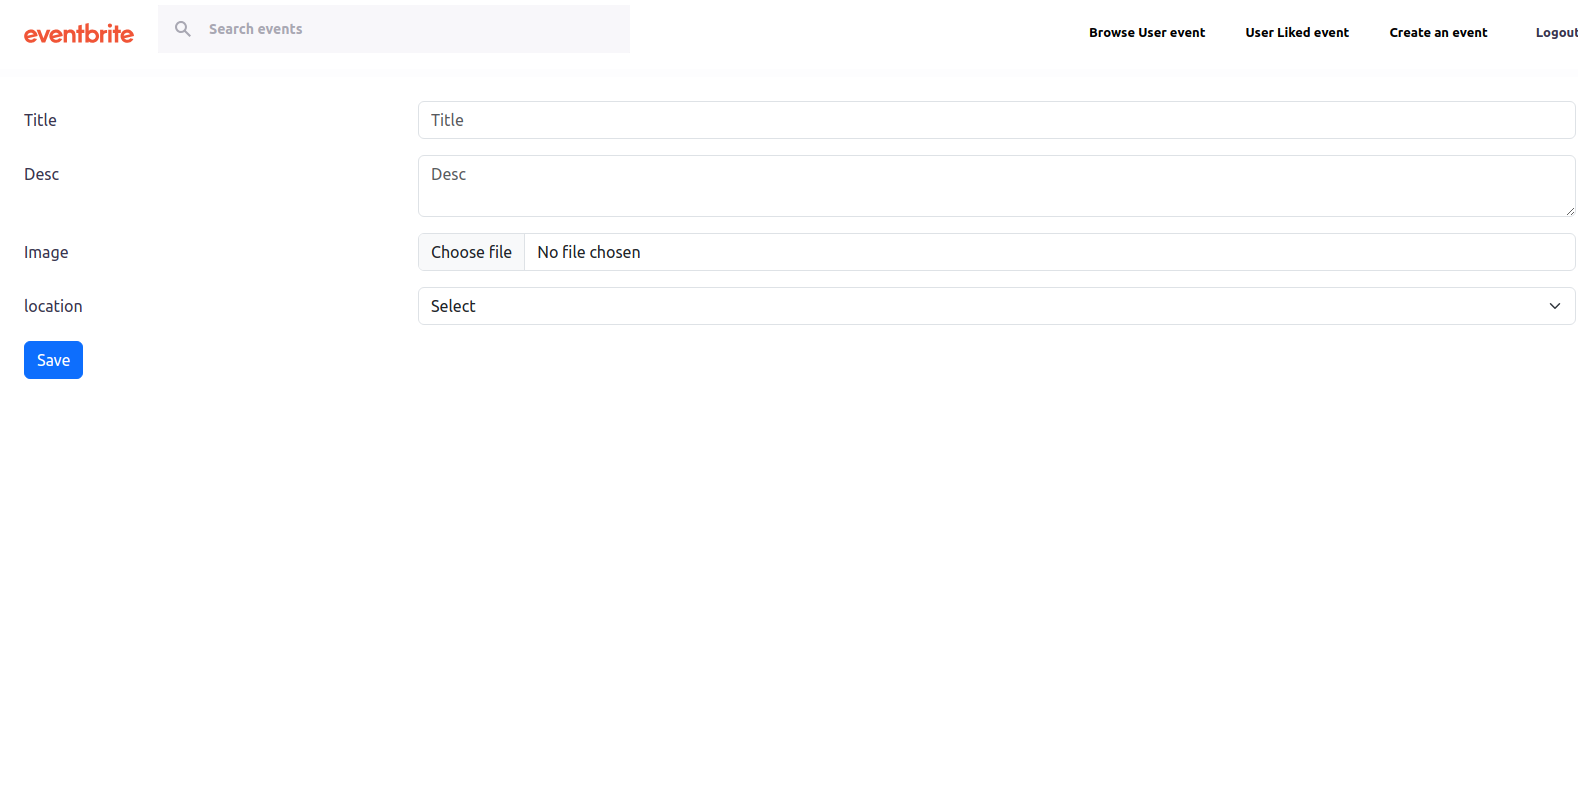 eventbrite
Search events
Browse User event
User Liked event
Create an event
Logout
Title
Title
Desc
Desc
Image
Choose file
No file chosen
location
Select
Save